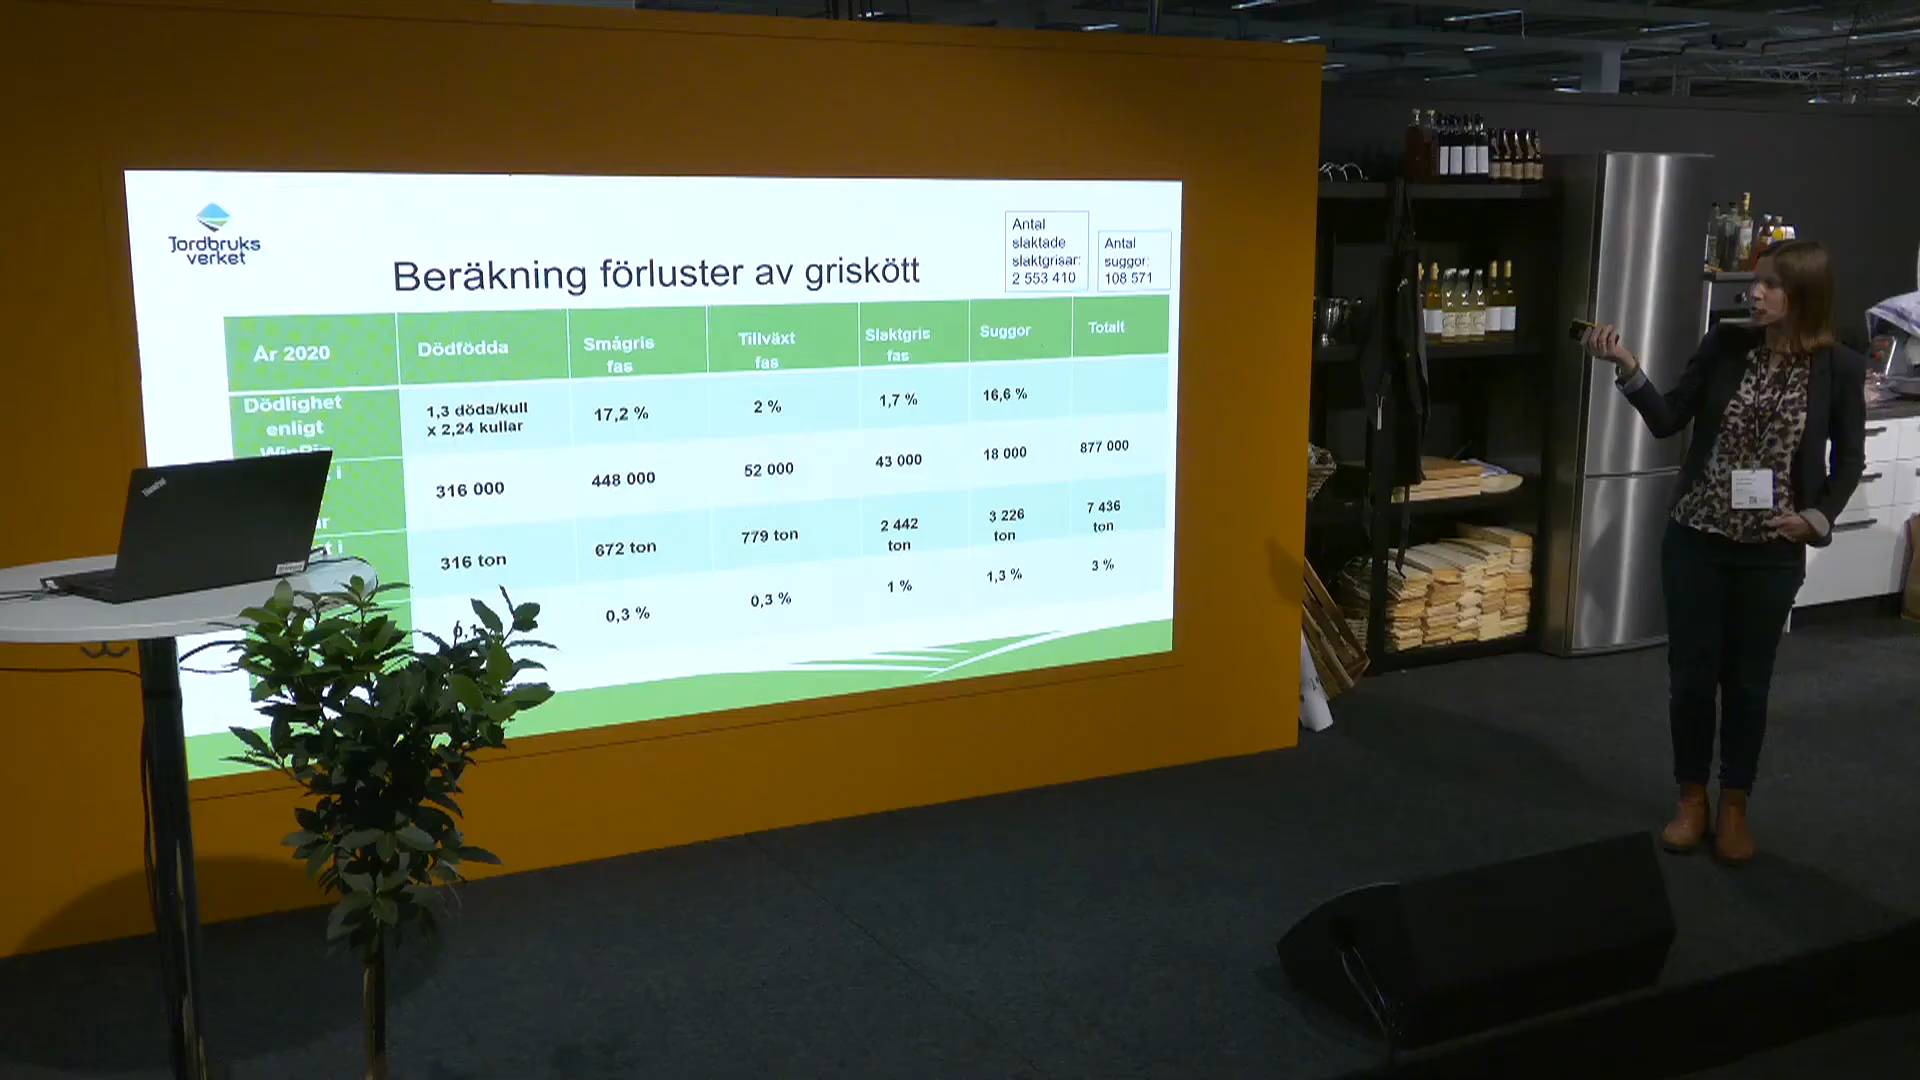 Jordbruks
verket
Beräkning förluster av griskött
Antal
slaktade
slaktgrisar:
2 553 410
Antal
suggor:
108 571
År 2020
Dödfödda
Smågris
fas
Tillväxt
fas
Slaktgris
fas
Suggor
Totalt
Dödlighet
enligt
1,3 döda/kull
x 2,24 kullar
17,2 %
2 %
1,7 %
16,6 %
i
316 000
448 000
52 000
43 000
18 000
877 000
i
316 ton
672 ton
779 ton
2 442
ton
3 226
ton
7 436
ton
0,3 %
0,3 %
1 %
1,3 %
3 %
ThinkPad